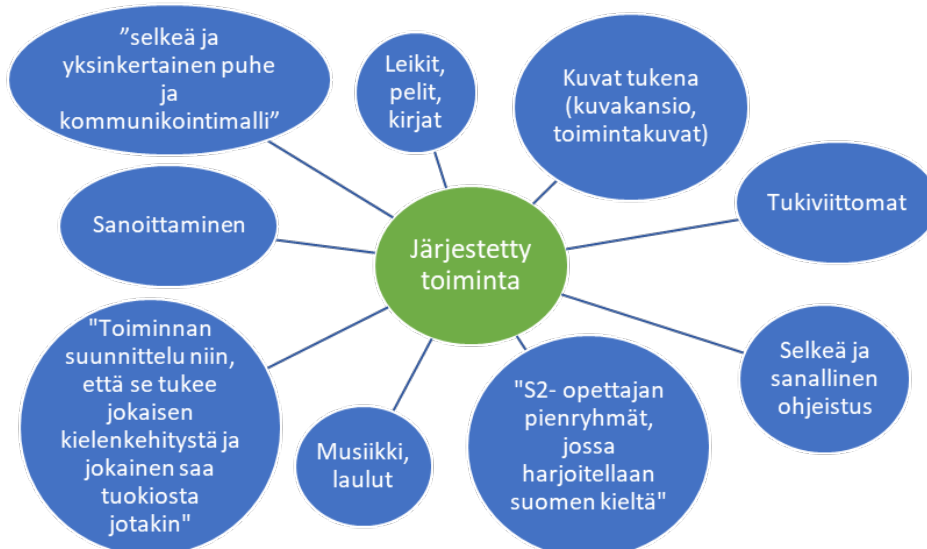 ”selkeä ja
yksinkertainen puhe
ja
kommunikointimalli”
Leikit,
pelit,
kirjat
Kuvat tukena
(kuvakansio,
toimintakuvat)
Sanoittaminen
Tukiviittomat
Järjestetty
toiminta
"Toiminnan
suunnittelu niin,
että se tukee
jokaisen
kielenkehitystä ja
jokainen saa
tuokiosta
jotakin"
Musiikki,
laulut
"S2- opettajan
pienryhmät,
jossa
harjoitellaan
suomen kieltä"
Selkeä ja
sanallinen
ohjeistus